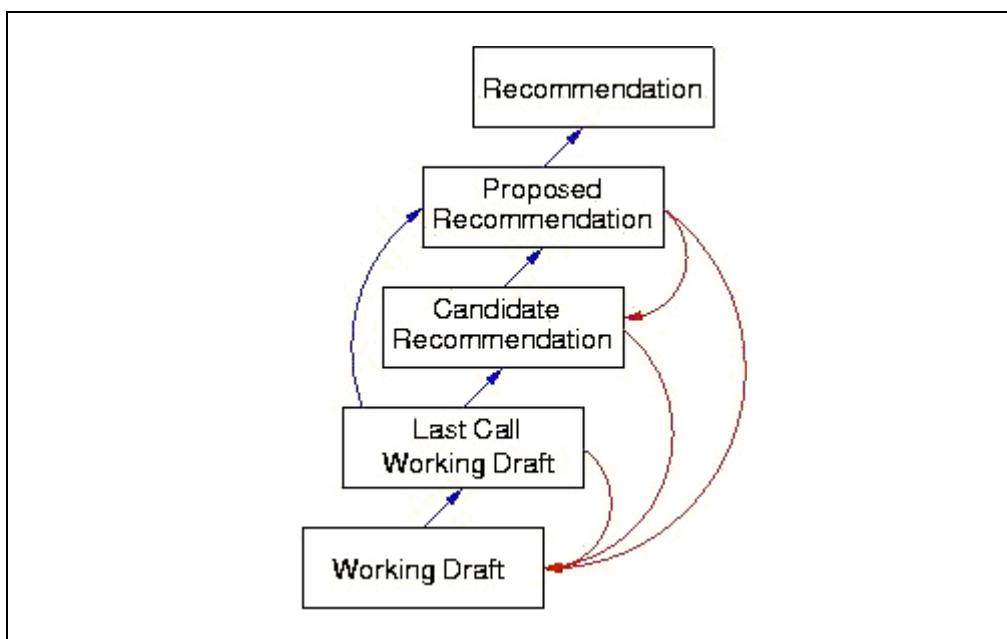 Recommendation
Proposed
Recommendation
Candidate
Recommendation
Last Call
Working Draft
Working Draft